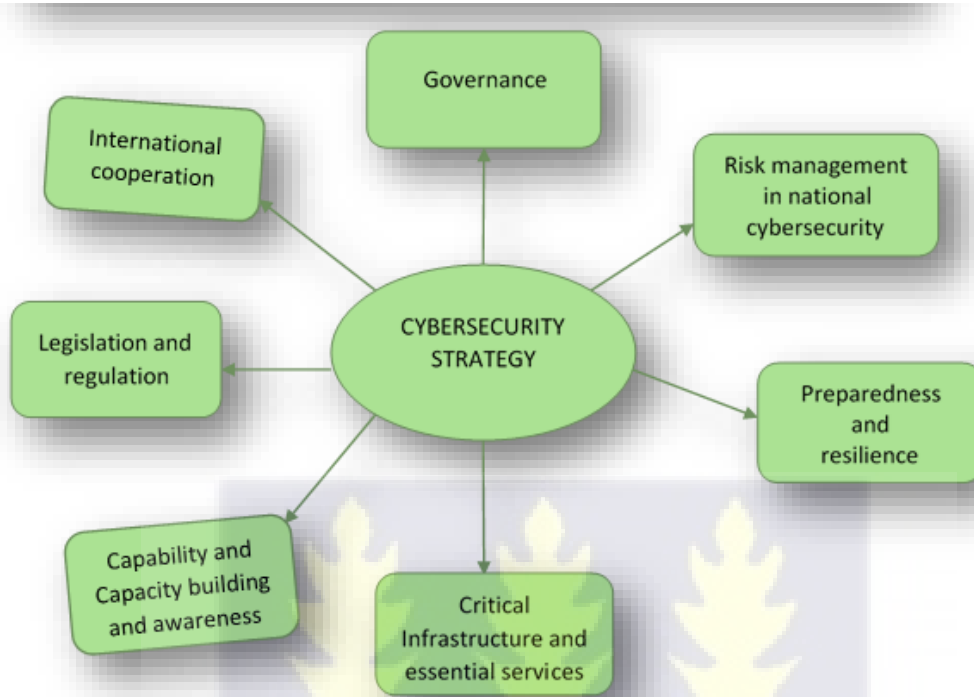 Governance
International
cooperation
Risk management
in national
cybersecurity
CYBERSECURITY
STRATEGY
Legislation and
regulation
Preparedness
and
resilience
Capability and
Capacity building
and awareness
Critical
Infrastructure and
essential services